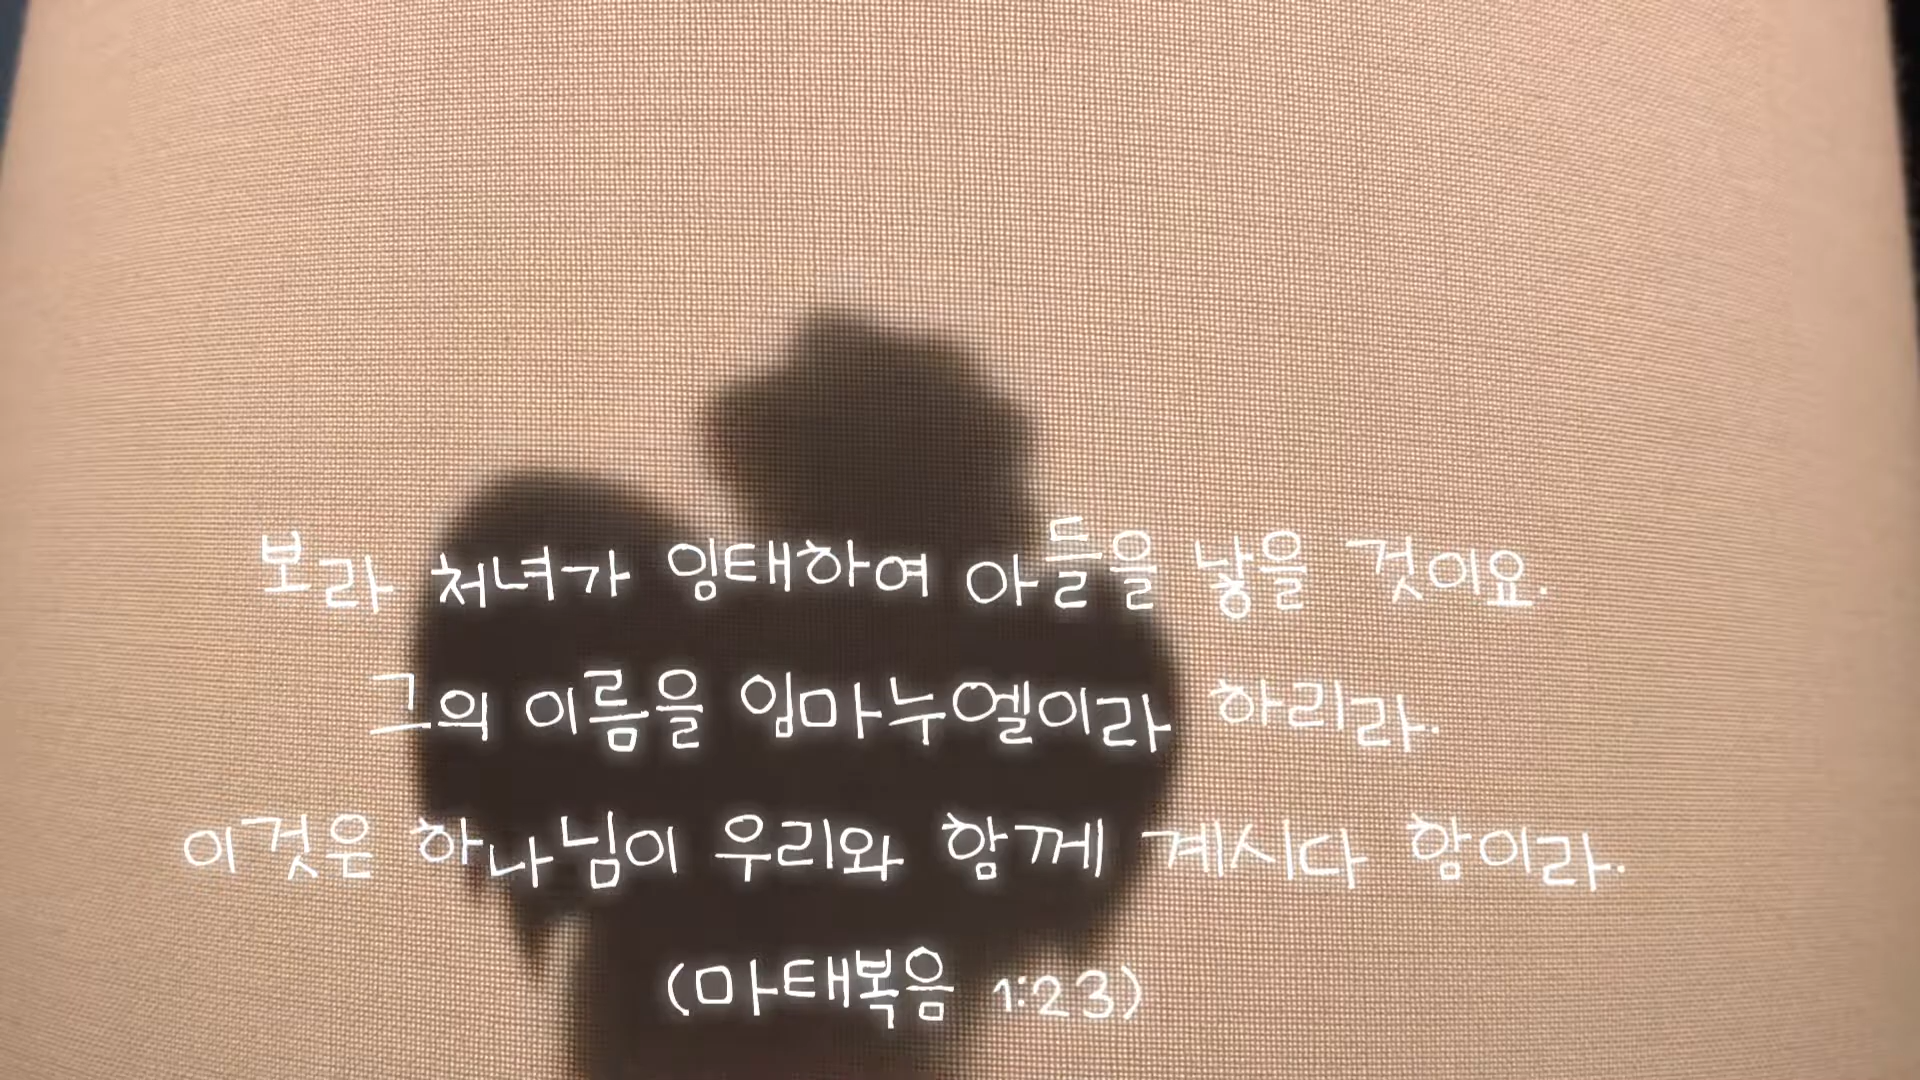 보라 처녀가 잉태하여 아들을 낳을 것이요.
그의 이름을 임마누엘이라 하리라.
이것은 하나님이 우리와 함께 계시다 함이라.
(마태복음 1:23)